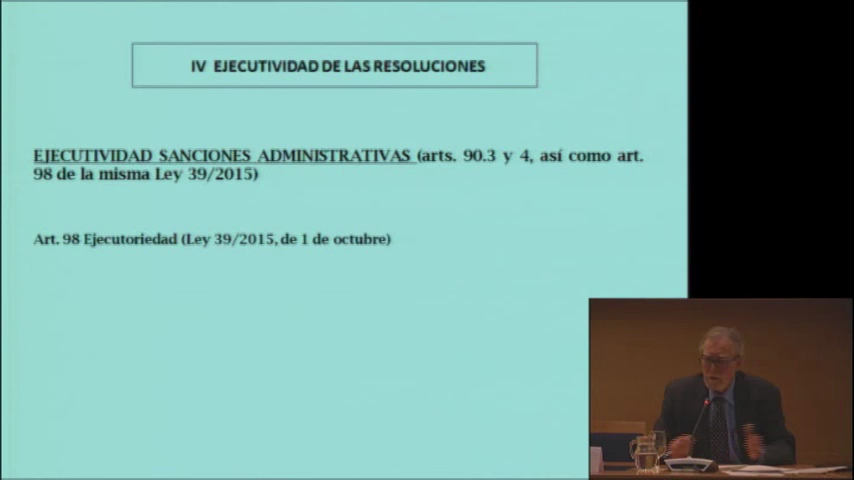 IV EJECUTIVIDAD DE LAS RESOLUCIONES
EJECUTIVIDAD SANCIONES ADMINISTRATIVAS (arts. 90.3 y 4, así como art.
98 de la misma Ley 39/2015)
Art. 98 Ejecutoriedad (Ley 39/2015, de 1 de octubre)